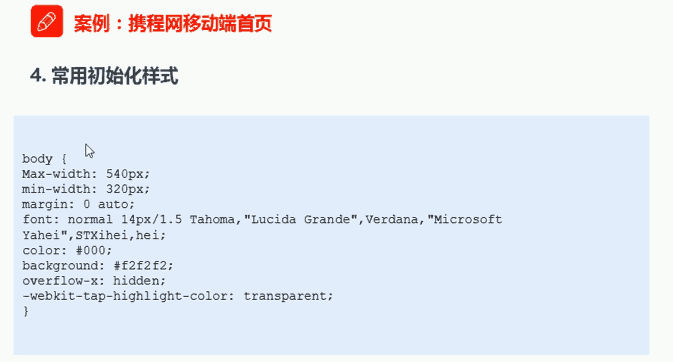 案例：携程网移动端首页
4. 常用初始化样式
body {
Max-width: 540px;
min-width: 320px;
margin: 0 auto;
font: normal 14px/1.5 Tahoma,"Lucida Grande",Verdana,"Microsoft
Yahei",STXihei,hei;
color: #000;
background: #f2f2f2;
overflow-x: hidden;
-webkit-tap-highlight-color: transparent;
}